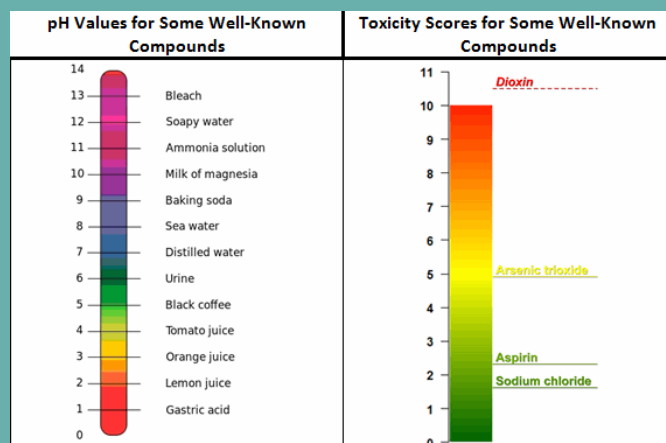 pH Values for Some Well-Known
Compounds
Toxicity Scores for Some Well-Known
Compounds
14
13 Bleach
12 Soapy water
11 Ammonia solution
10 Milk of magnesia
9 Baking soda
8 Sea water
7 Distilled water
6 Urine
5 Black coffee
4 Tomato juice
3 Orange juice
2 Lemon juice
1 Gastric acid
0
11
Dioxin
10
9
8
7
6
5 Arsenic trioxide
4
3
Aspirin
2 Sodium chloride
1
0